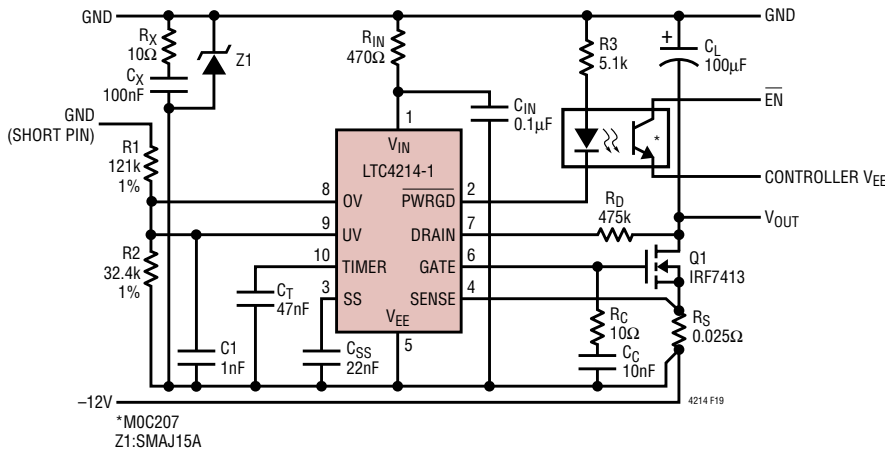 GND
GND
RX
10Ω
CX
100nF
Z1
RIN
470Ω
R3
5.1k
+
CL
100µF
GND
(SHORT PIN)
R1
121k
1%
CIN
0.1µF
*
EN
CONTROLLER VEE
1
VIN
LTC4214-1
8
OV
PWRGD
2
9
UV
DRAIN
7
RD
475k
VOUT
10
TIMER
GATE
6
Q1
IRF7413
3
SS
SENSE
4
VEE
5
R2
32.4k
1%
CT
47nF
C1
1nF
CSS
22nF
RC
10Ω
CC
10nF
RS
0.025Ω
–12V
4214 F19
*M0C207
Z1:SMAJ15A